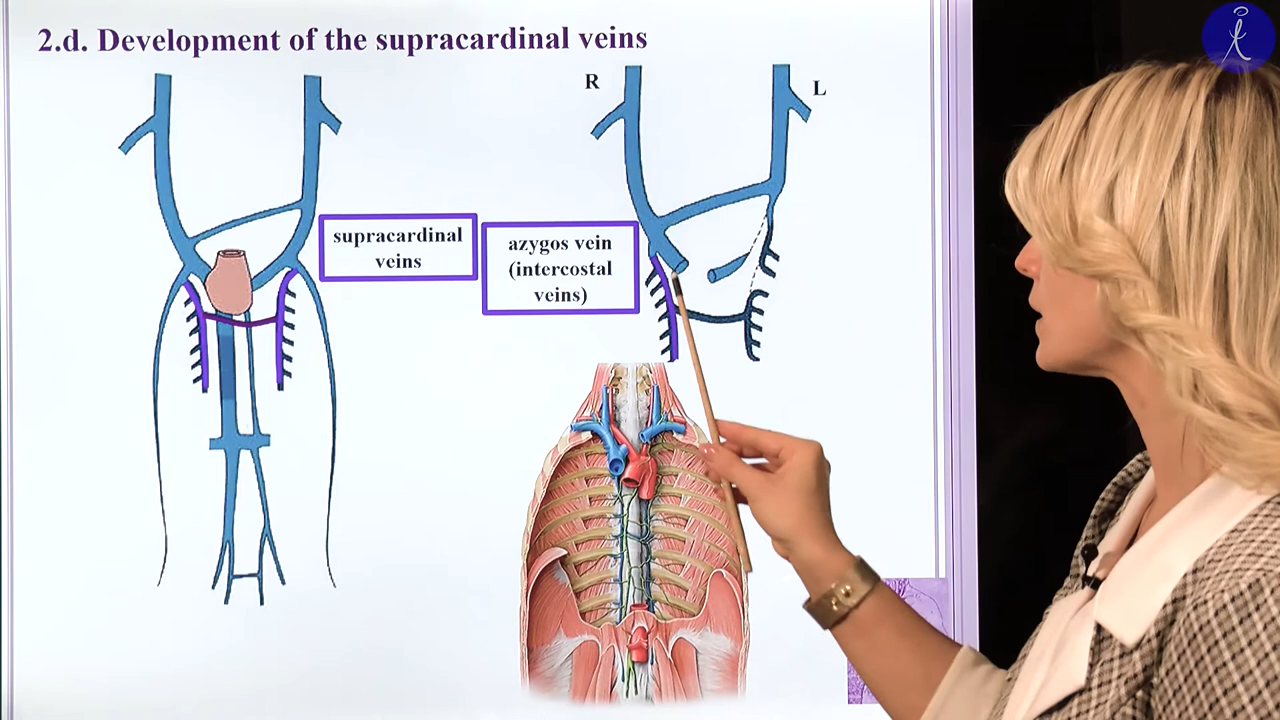 2.d. Development of the supracardinal veins
R
L
supracardinal
veins
azygos vein
(intercostal
veins)